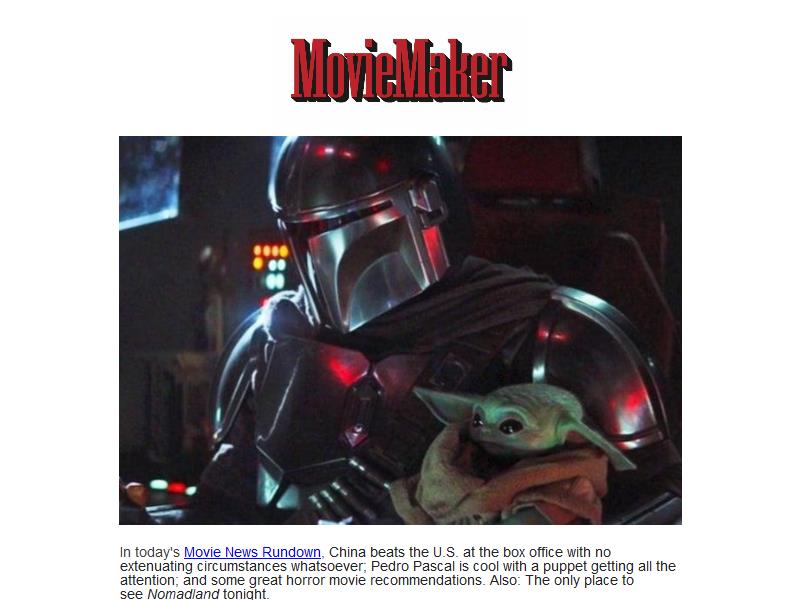 MovieMaker
In today's Movie News Rundown, China beats the U.S. at the box office with no
extenuating circumstances whatsoever; Pedro Pascal is cool with a puppet getting all the
attention; and some great horror movie recommendations. Also: The only place to
see Nomadland tonight.